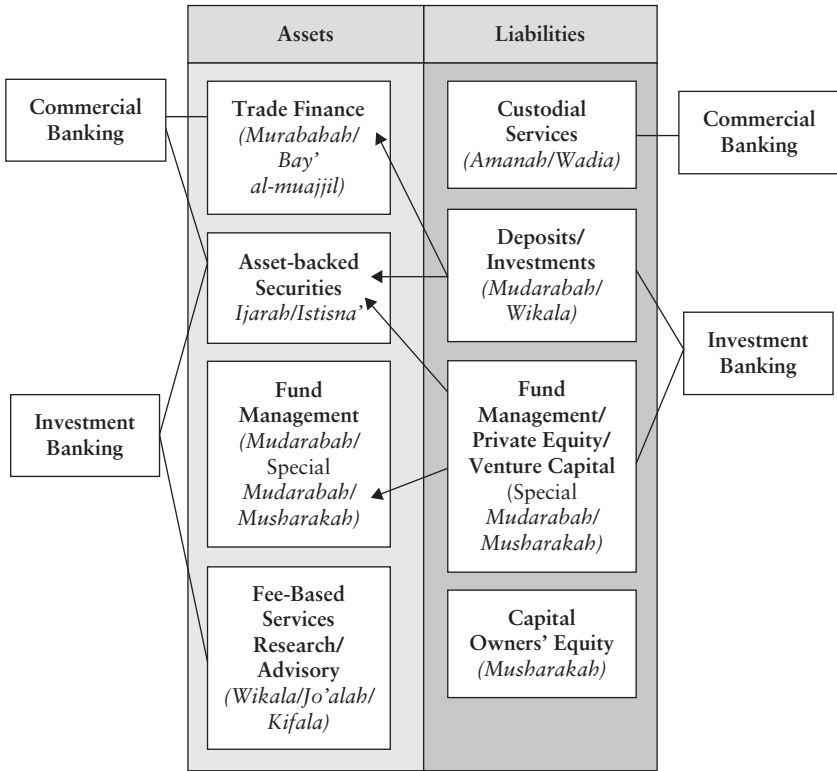 Assets
Liabilities
Commercial
Banking
Trade Finance
(Murabahah/
Bay’
al-muajjil)
Custodial
Services
(Amanah/Wadia)
Commercial
Banking
Asset-backed
Securities
Ijarah/Istisna’)
Deposits/
Investments
(Mudarabah/
Wikala)
Investment
Banking
Investment
Banking
Fund
Management
(Mudarabah/
Special
Mudarabah/
Musharakah)
Fund
Management/
Private Equity/
Venture Capital
(Special
Mudarabah/
Musharakah)
Fee-Based
Services
Research/
Advisory
(Wikala/Jo’alah/
Kifala)
Capital
Owners’ Equity
(Musharakah)